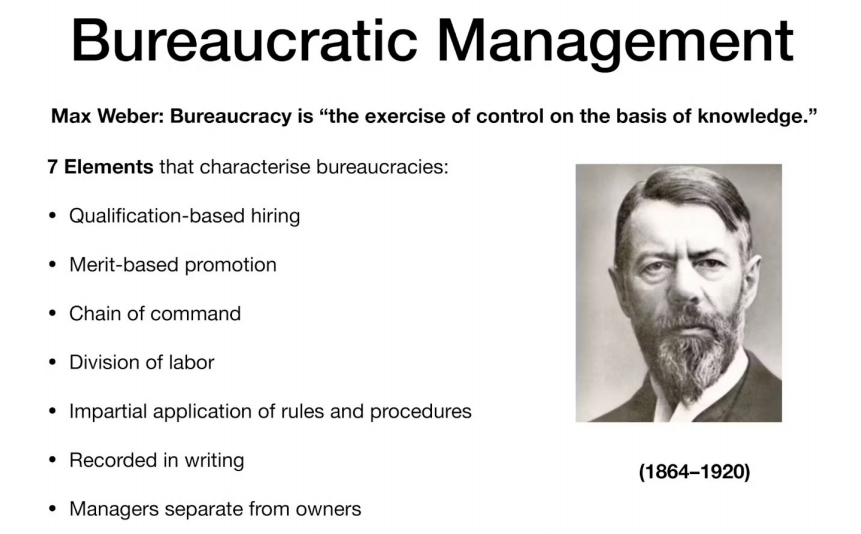 Bureaucratic Management
Max Weber: Bureaucracy is “the exercise of control on the basis of knowledge.”
7 Elements that characterise bureaucracies:
• Qualification-based hiring
• Merit-based promotion
• Chain of command
• Division of labor
• Impartial application of rules and procedures
• Recorded in writing
• Managers separate from owners
(1864–1920)